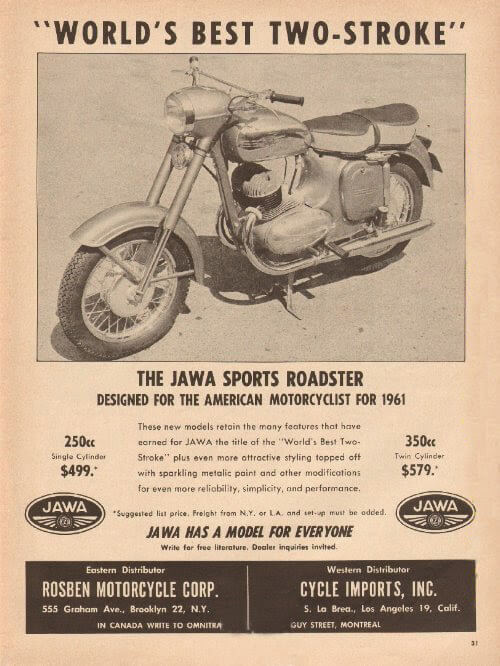 "WORLD'S BEST TWO-STROKE"
THE JAWA SPORTS ROADSTER
DESIGNED FOR THE AMERICAN MOTORCYCLIST FOR 1961
250cc
Single Cylinder
$499.*
These new models retain the many features that have
earned for JAWA the title of the "World's Best Two-
Stroke" plus even more attractive styling topped off
with sparkling metalic paint and other modifications
for even more reliability, simplicity, and performance.
350cc
Twin Cylinder
$579.*
JAWA
JAWA
*Suggested list price. Freight from N.Y. or L.A. and set-up must be added.
JAWA HAS A MODEL FOR EVERYONE
Write for free literature. Dealer inquiries invited.
Eastern Distributor
ROSBEN MOTORCYCLE CORP.
555 Graham Ave., Brooklyn 22, N.Y.
Western Distributor
CYCLE IMPORTS, INC.
S. La Brea., Los Angeles 19, Calif.
IN CANADA WRITE TO OMNITRA GUY STREET, MONTREAL
31